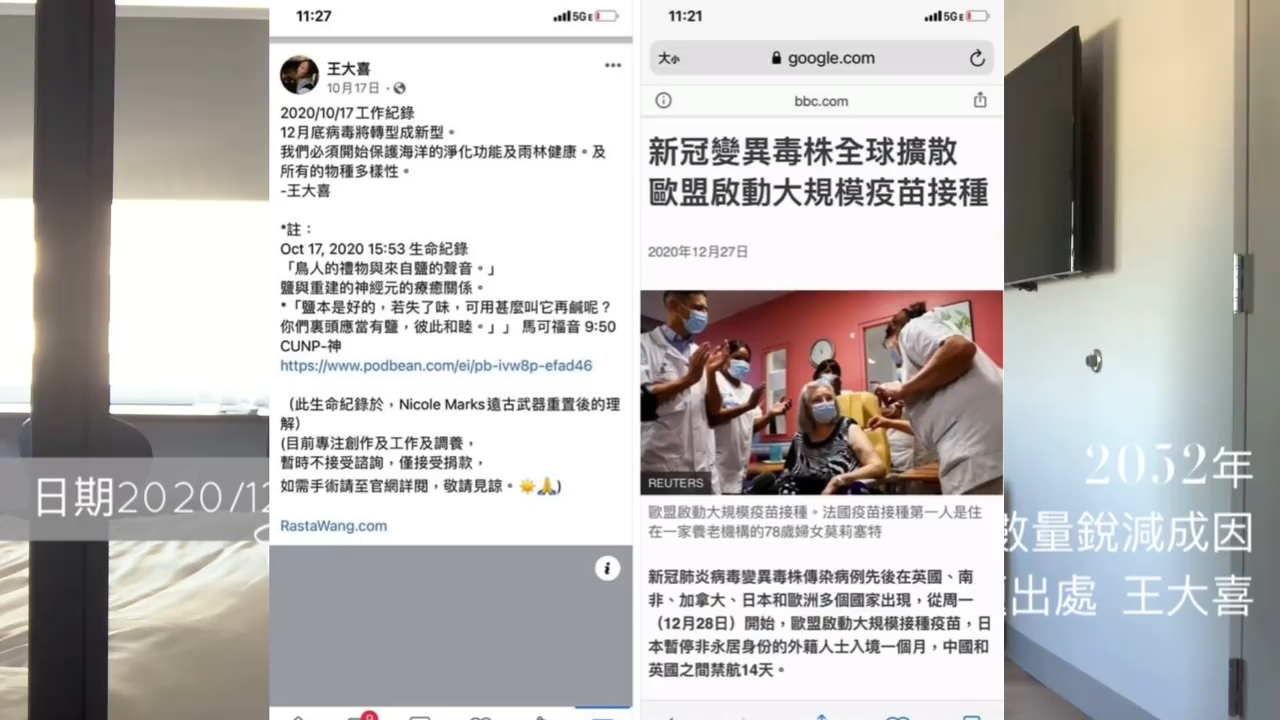 日期2020/12
11:27
5GE
王大喜
10月17日
2020/10/17工作紀錄
12月底病毒將轉型成新型。
我們必須開始保護海洋的淨化功能及雨林健康。及
所有的物種多樣性。
-王大喜
*註：
Oct 17, 2020 15:53 生命紀錄
「鳥人的禮物與來自鹽的聲音。」
鹽與重建的神經元的療癒關係。
*「鹽本是好的，若失了味，可用甚麼叫它再鹹呢？
你們裏頭應當有鹽，彼此和睦。」」 馬可福音 9:50
CUNP-神
https://www.podbean.com/ei/pb-ivw8p-efad46
（此生命紀錄於，Nicole Marks遠古武器重置後的理
解）
(目前專注創作及工作及調養，
暫時不接受諮詢，僅接受捐款，
如需手術請至官網詳閱，敬請見諒。☀️🙏)
RastaWang.com
11:21
5GE
大小
google.com
bbc.com
新冠變異毒株全球擴散
歐盟啟動大規模疫苗接種
2020年12月27日
REUTERS
歐盟啟動大規模疫苗接種。法國疫苗接種第一人是住
在一家養老機構的78歲婦女莫莉塞特
新冠肺炎病毒變異毒株傳染病例先後在英國、南
非、加拿大、日本和歐洲多個國家出現，從周一
（12月28日）開始，歐盟啟動大規模接種疫苗，日
本暫停非永居身份的外籍人士入境一個月，中國和
英國之間禁航14天。
2052年
數量銳減成因
出處 王大喜